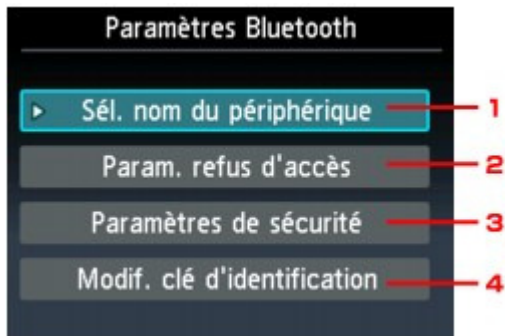 Paramètres Bluetooth
Sél. nom du périphérique 1
Param. refus d'accès 2
Paramètres de sécurité 3
Modif. clé d'identification 4